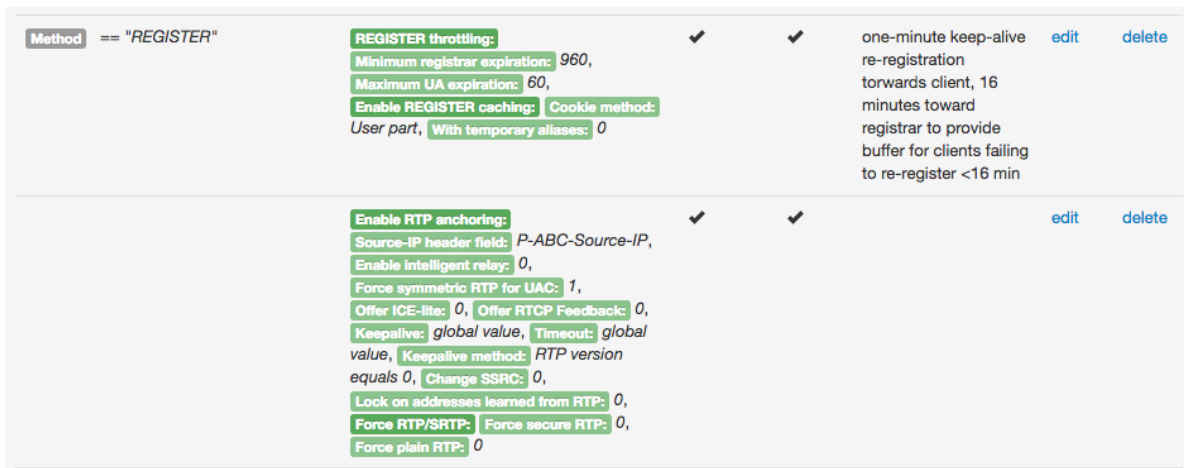 Method == "REGISTER"
REGISTER throttling:
Minimum registrar expiration: 960,
Maximum UA expiration: 60,
Enable REGISTER caching: Cookie method:
User part, With temporary aliases: 0
one-minute keep-alive
re-registration
torwards client, 16
minutes toward
registrar to provide
buffer for clients failing
to re-register <16 min
edit
delete
Enable RTP anchoring:
Source-IP header field: P-ABC-Source-IP,
Enable intelligent relay: 0,
Force symmetric RTP for UAC: 1,
Offer ICE-lite: 0, Offer RTCP Feedback: 0,
Keepalive: global value, Timeout: global
value, Keepalive method: RTP version
equals 0, Change SSRC: 0,
Lock on addresses learned from RTP: 0,
Force RTP/SRTP: Force secure RTP: 0,
Force plain RTP: 0
edit
delete